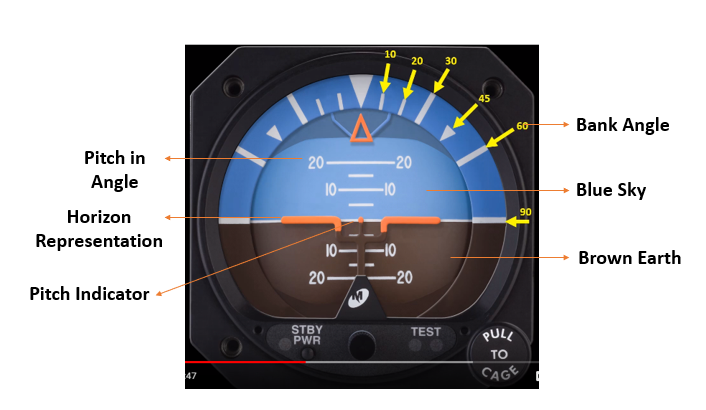 10
20
30
45
60
90
Bank Angle
Pitch in
Angle
Blue Sky
Horizon
Representation
Brown Earth
Pitch Indicator
20 20
10 10
10 10
20 20
M
STBY
PWR
TEST
PULL
TO
CAGE
:47